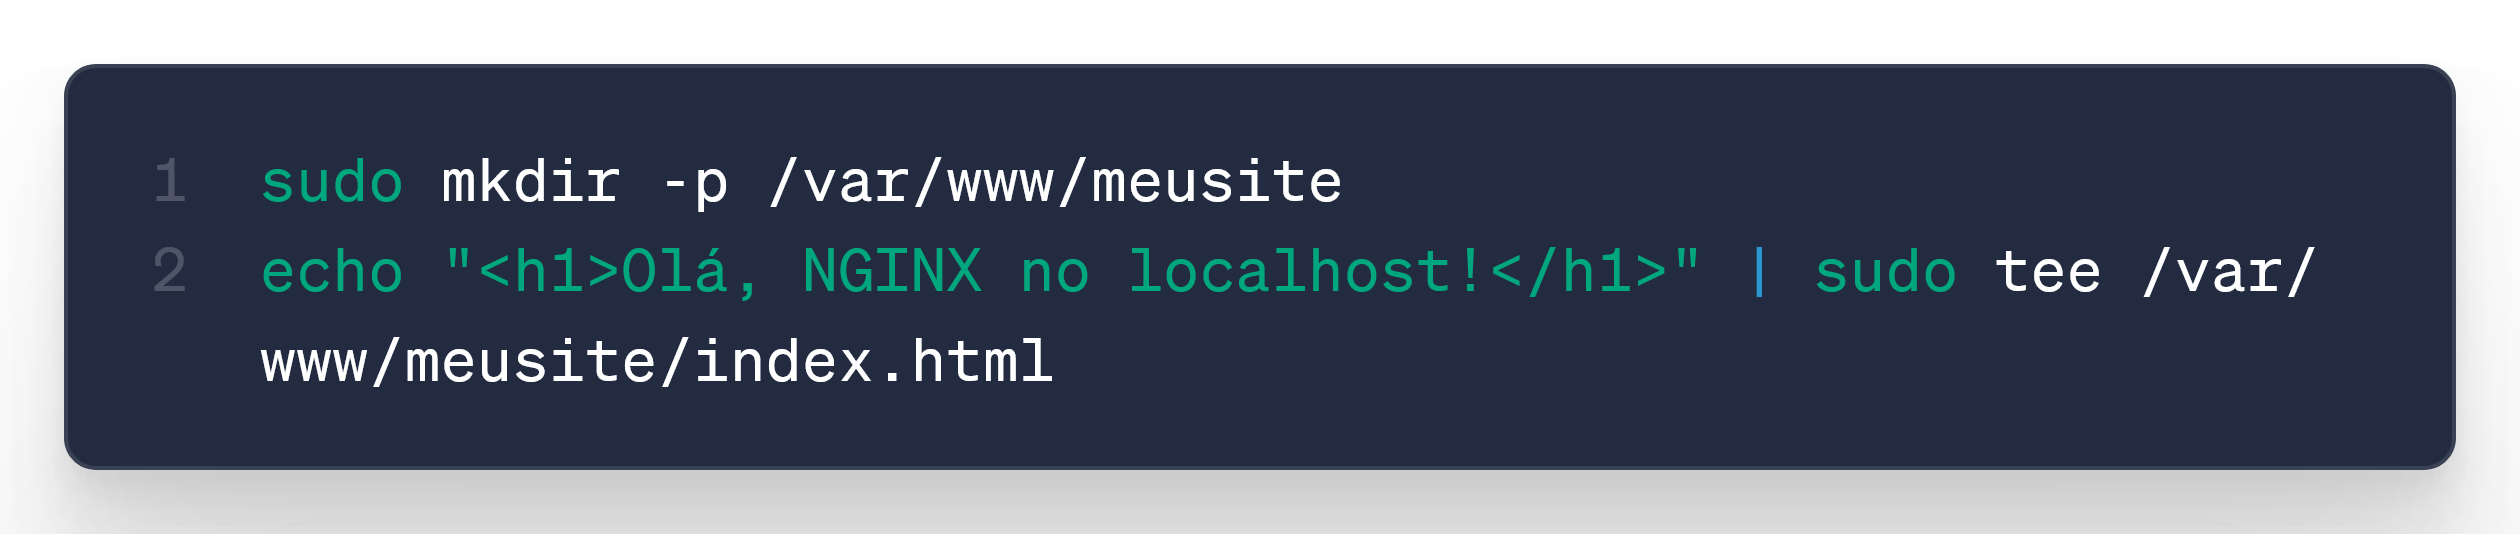 1 sudo mkdir -p /var/www/meusite
2 echo "<h1>Olá, NGINX no localhost!</h1>" | sudo tee /var/
www/meusite/index.html